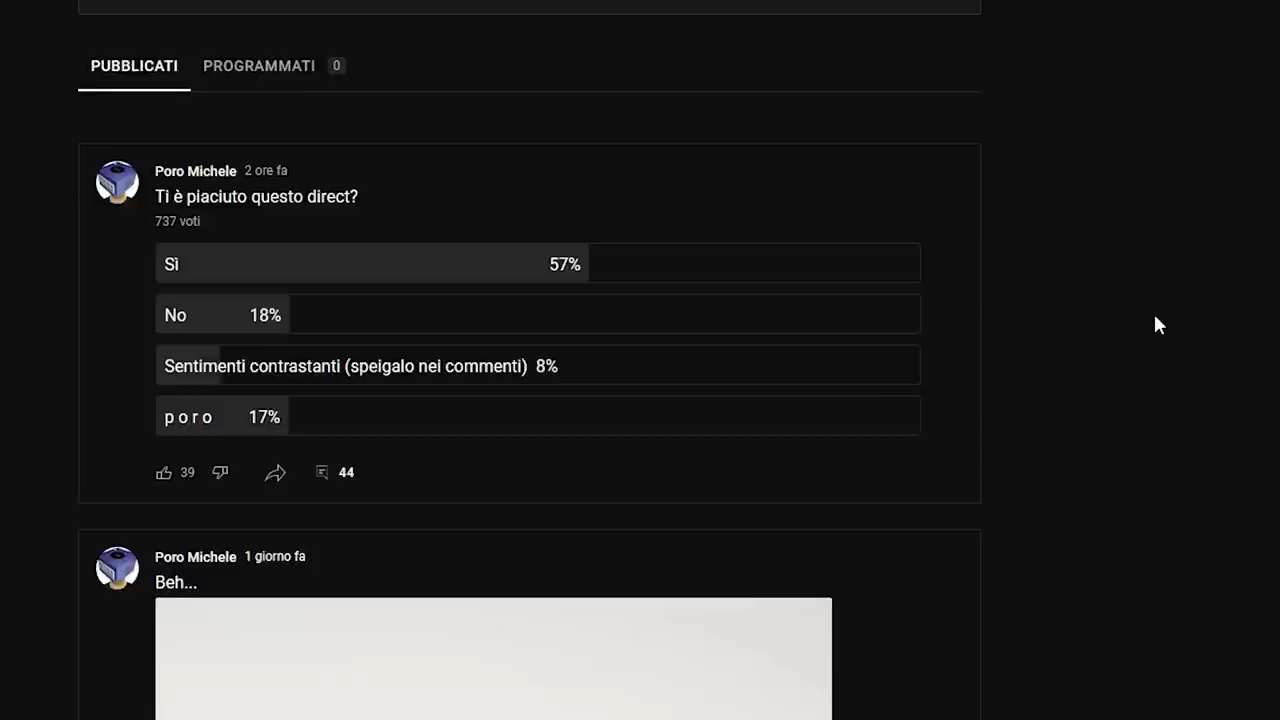 PUBBLICATI PROGRAMMATI 0
Poro Michele 2 ore fa
Ti è piaciuto questo direct?
737 voti
Sì 57%
No 18%
Sentimenti contrastanti (speigalo nei commenti) 8%
p o r o 17%
39 44
Poro Michele 1 giorno fa
Beh...